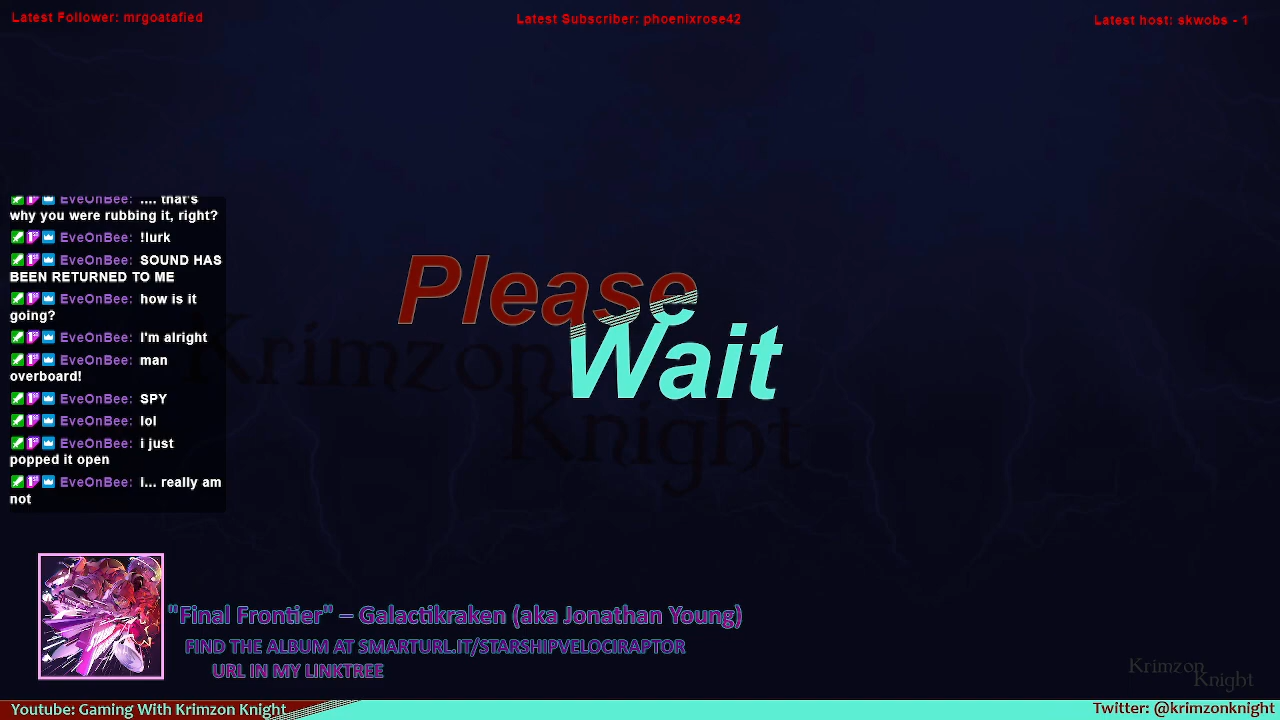 Latest Follower: mrgoatafied
Latest Subscriber: phoenixrose42
Latest host: skwobs - 1
EveOnBee: .... that's
why you were rubbing it, right?
EveOnBee: !lurk
EveOnBee: SOUND HAS
BEEN RETURNED TO ME
EveOnBee: how is it
going?
EveOnBee: I'm alright
EveOnBee: man
overboard!
EveOnBee: SPY
EveOnBee: lol
EveOnBee: i just
popped it open
EveOnBee: i... really am
not
Please
Wait
Krimzon
Knight
"Final Frontier" – Galactikraken (aka Jonathan Young)
FIND THE ALBUM AT SMARTURL.IT/STARSHIPVELOCIRAPTOR
URL IN MY LINKTREE
Krimzon
Knight
Youtube: Gaming With Krimzon Knight
Twitter: @krimzonknight